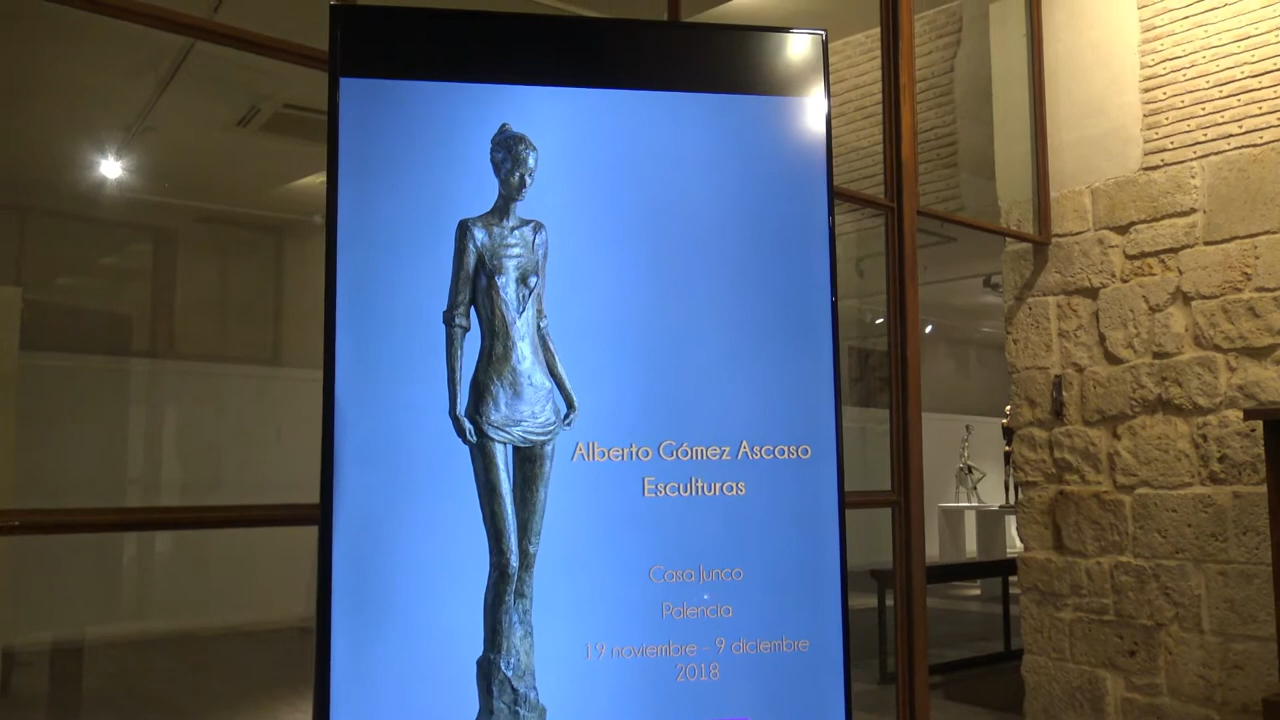 Alberto Gómez Ascaso
Esculturas
Casa Junco
Palencia
19 noviembre - 9 diciembre
2018